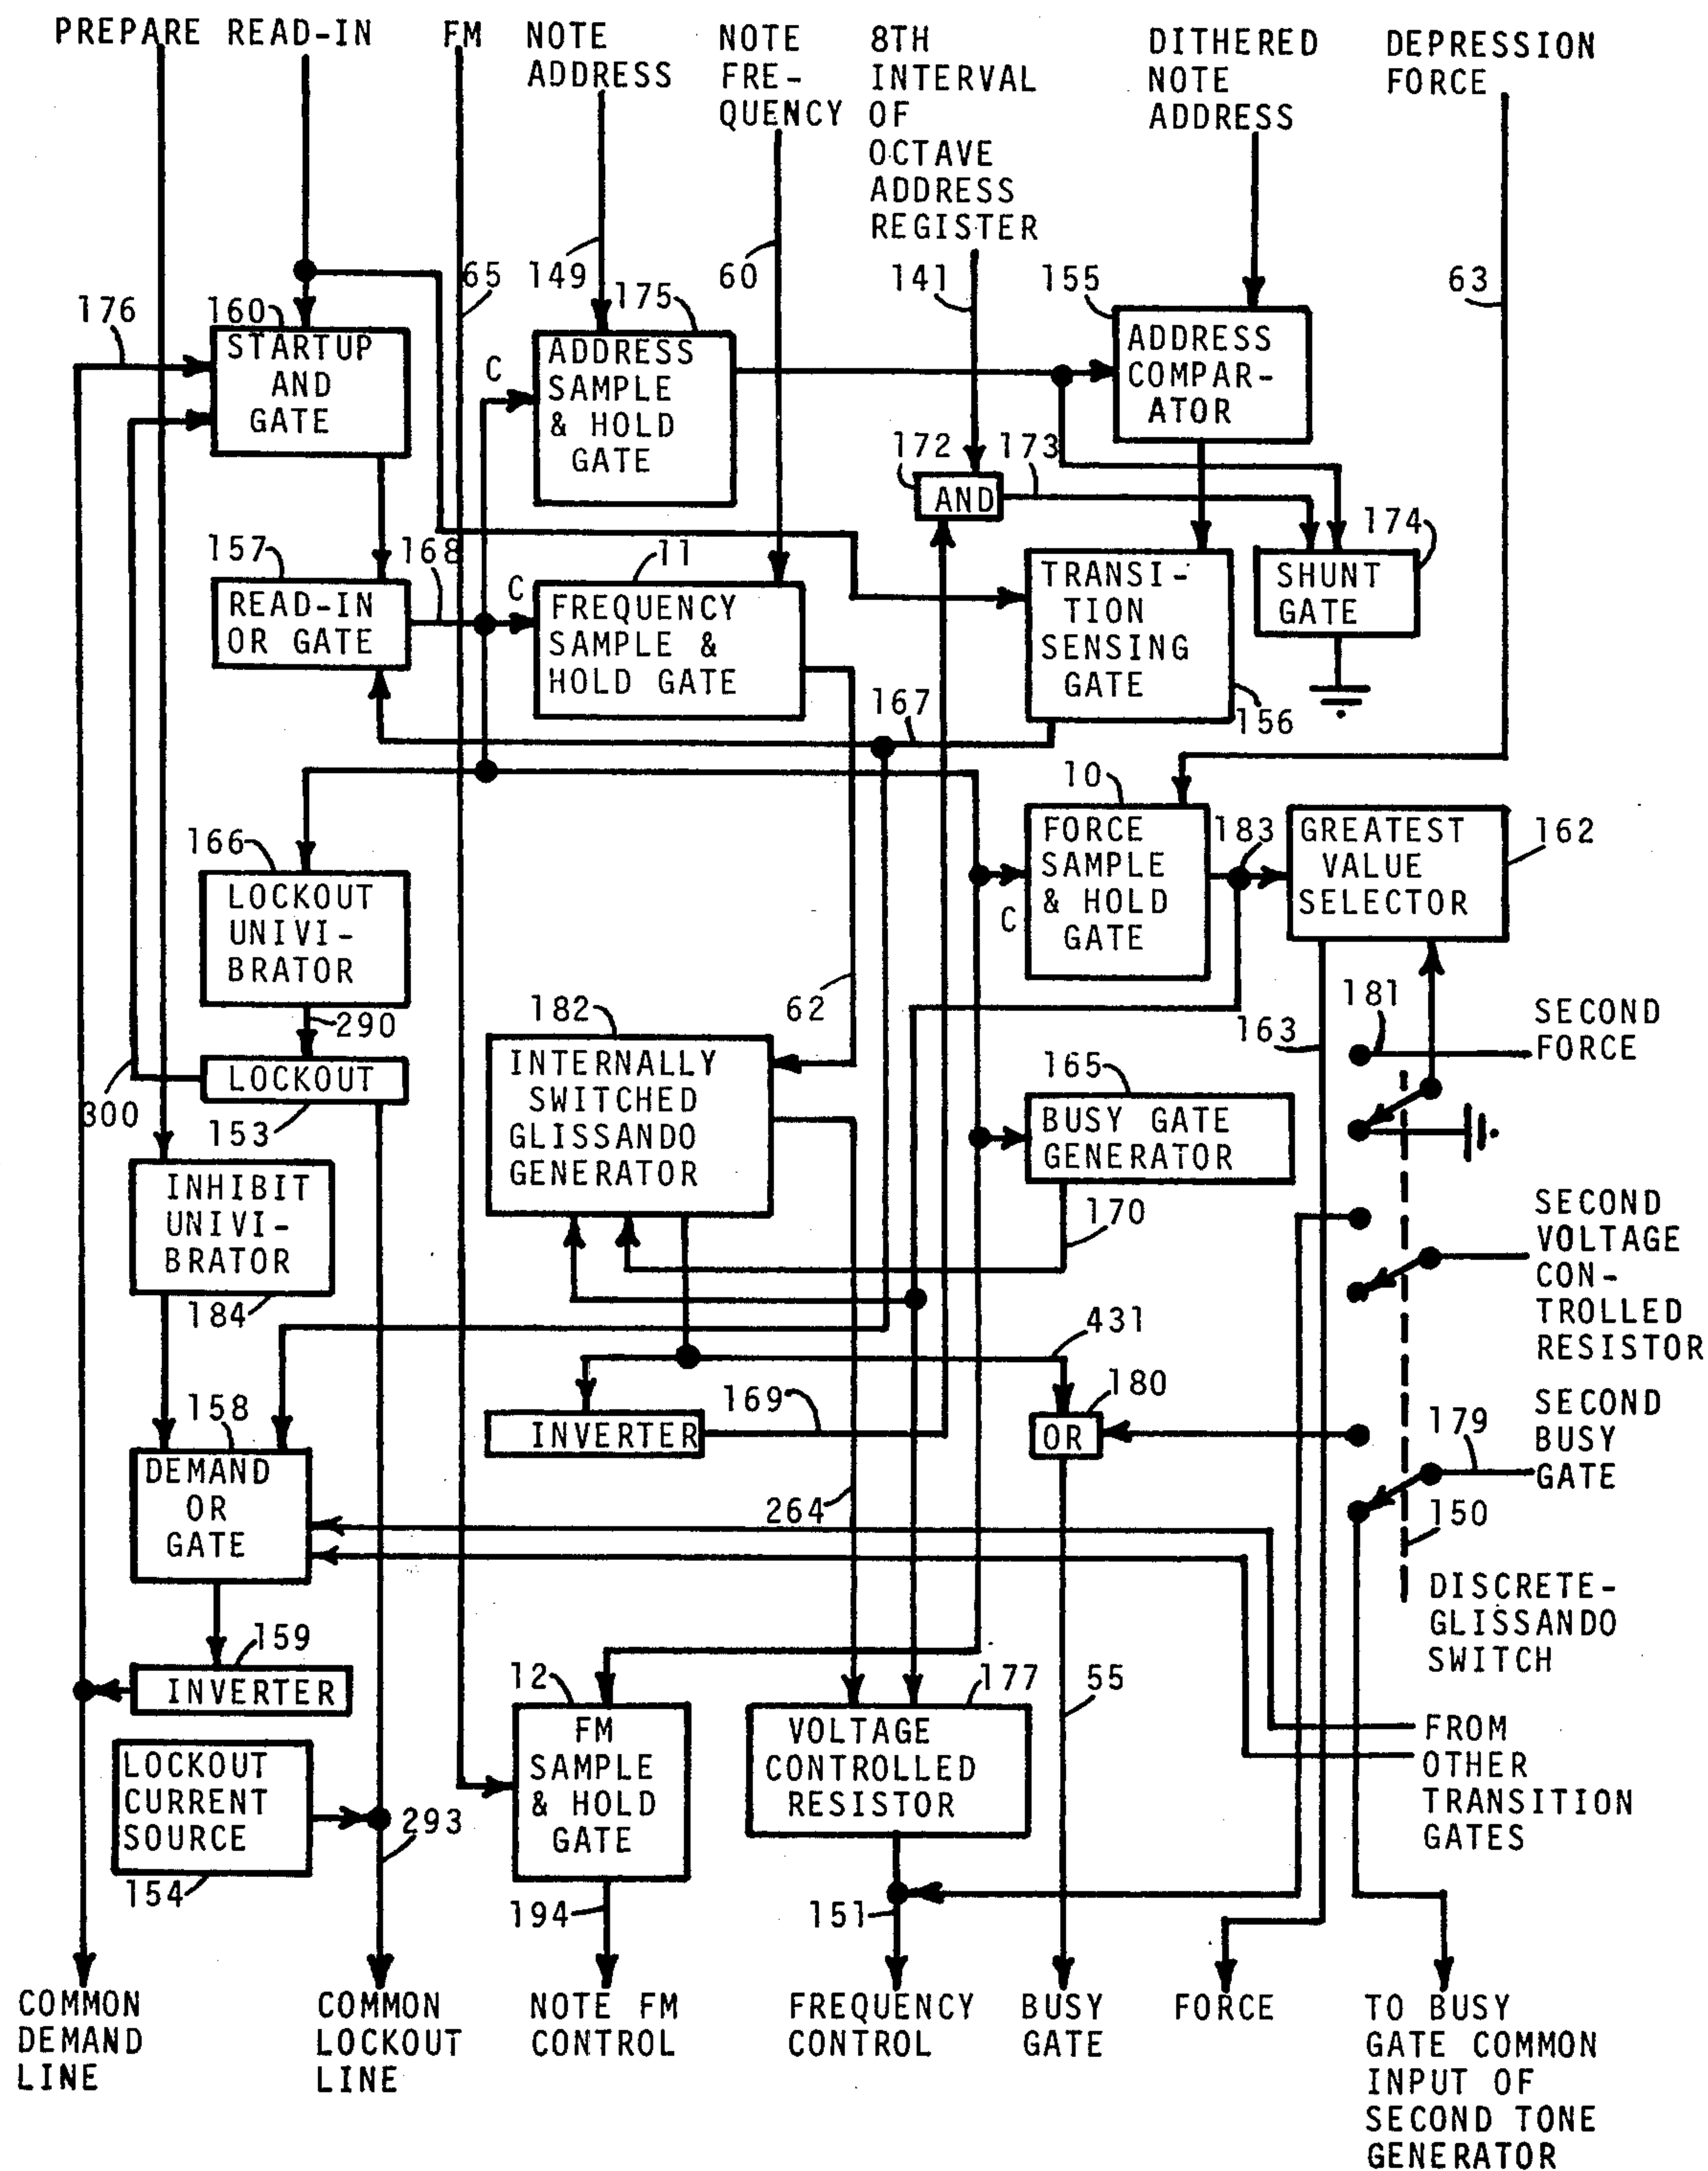 PREPARE READ-IN
FM
NOTE
ADDRESS
NOTE
FRE-
QUENCY
8TH
INTERVAL
OF
OCTAVE
ADDRESS
REGISTER
DITHERED
NOTE
ADDRESS
DEPRESSION
FORCE
65
149
175
60
141
155
63
176
160
STARTUP
AND
GATE
C
ADDRESS
SAMPLE
& HOLD
GATE
ADDRESS
COMPAR-
ATOR
172
173
AND
174
157
168
READ-IN
OR GATE
C
11
FREQUENCY
SAMPLE &
HOLD GATE
TRANSI-
TION
SENSING
GATE
156
SHUNT
GATE
167
10
FORCE
SAMPLE
& HOLD
GATE
C
183
GREATEST
VALUE
SELECTOR
162
166
LOCKOUT
UNIVI-
BRATOR
290
LOCKOUT
300
153
182
62
INTERNALLY
SWITCHED
GLISSANDO
GENERATOR
163
181
SECOND
FORCE
165
BUSY GATE
GENERATOR
170
INHIBIT
UNIVI-
BRATOR
184
SECOND
VOLTAGE
CON-
TROLLED
RESISTOR
431
180
OR
INVERTER
169
158
DEMAND
OR
GATE
264
SECOND
BUSY
GATE
179
150
DISCRETE-
GLISSANDO
SWITCH
159
INVERTER
LOCKOUT
CURRENT
SOURCE
154
293
12
FM
SAMPLE
& HOLD
GATE
194
177
VOLTAGE
CONTROLLED
RESISTOR
151
55
FROM
OTHER
TRANSITION
GATES
COMMON
DEMAND
LINE
COMMON
LOCKOUT
LINE
NOTE FM
CONTROL
FREQUENCY
CONTROL
BUSY
GATE
FORCE
TO BUSY
GATE COMMON
INPUT OF
SECOND TONE
GENERATOR